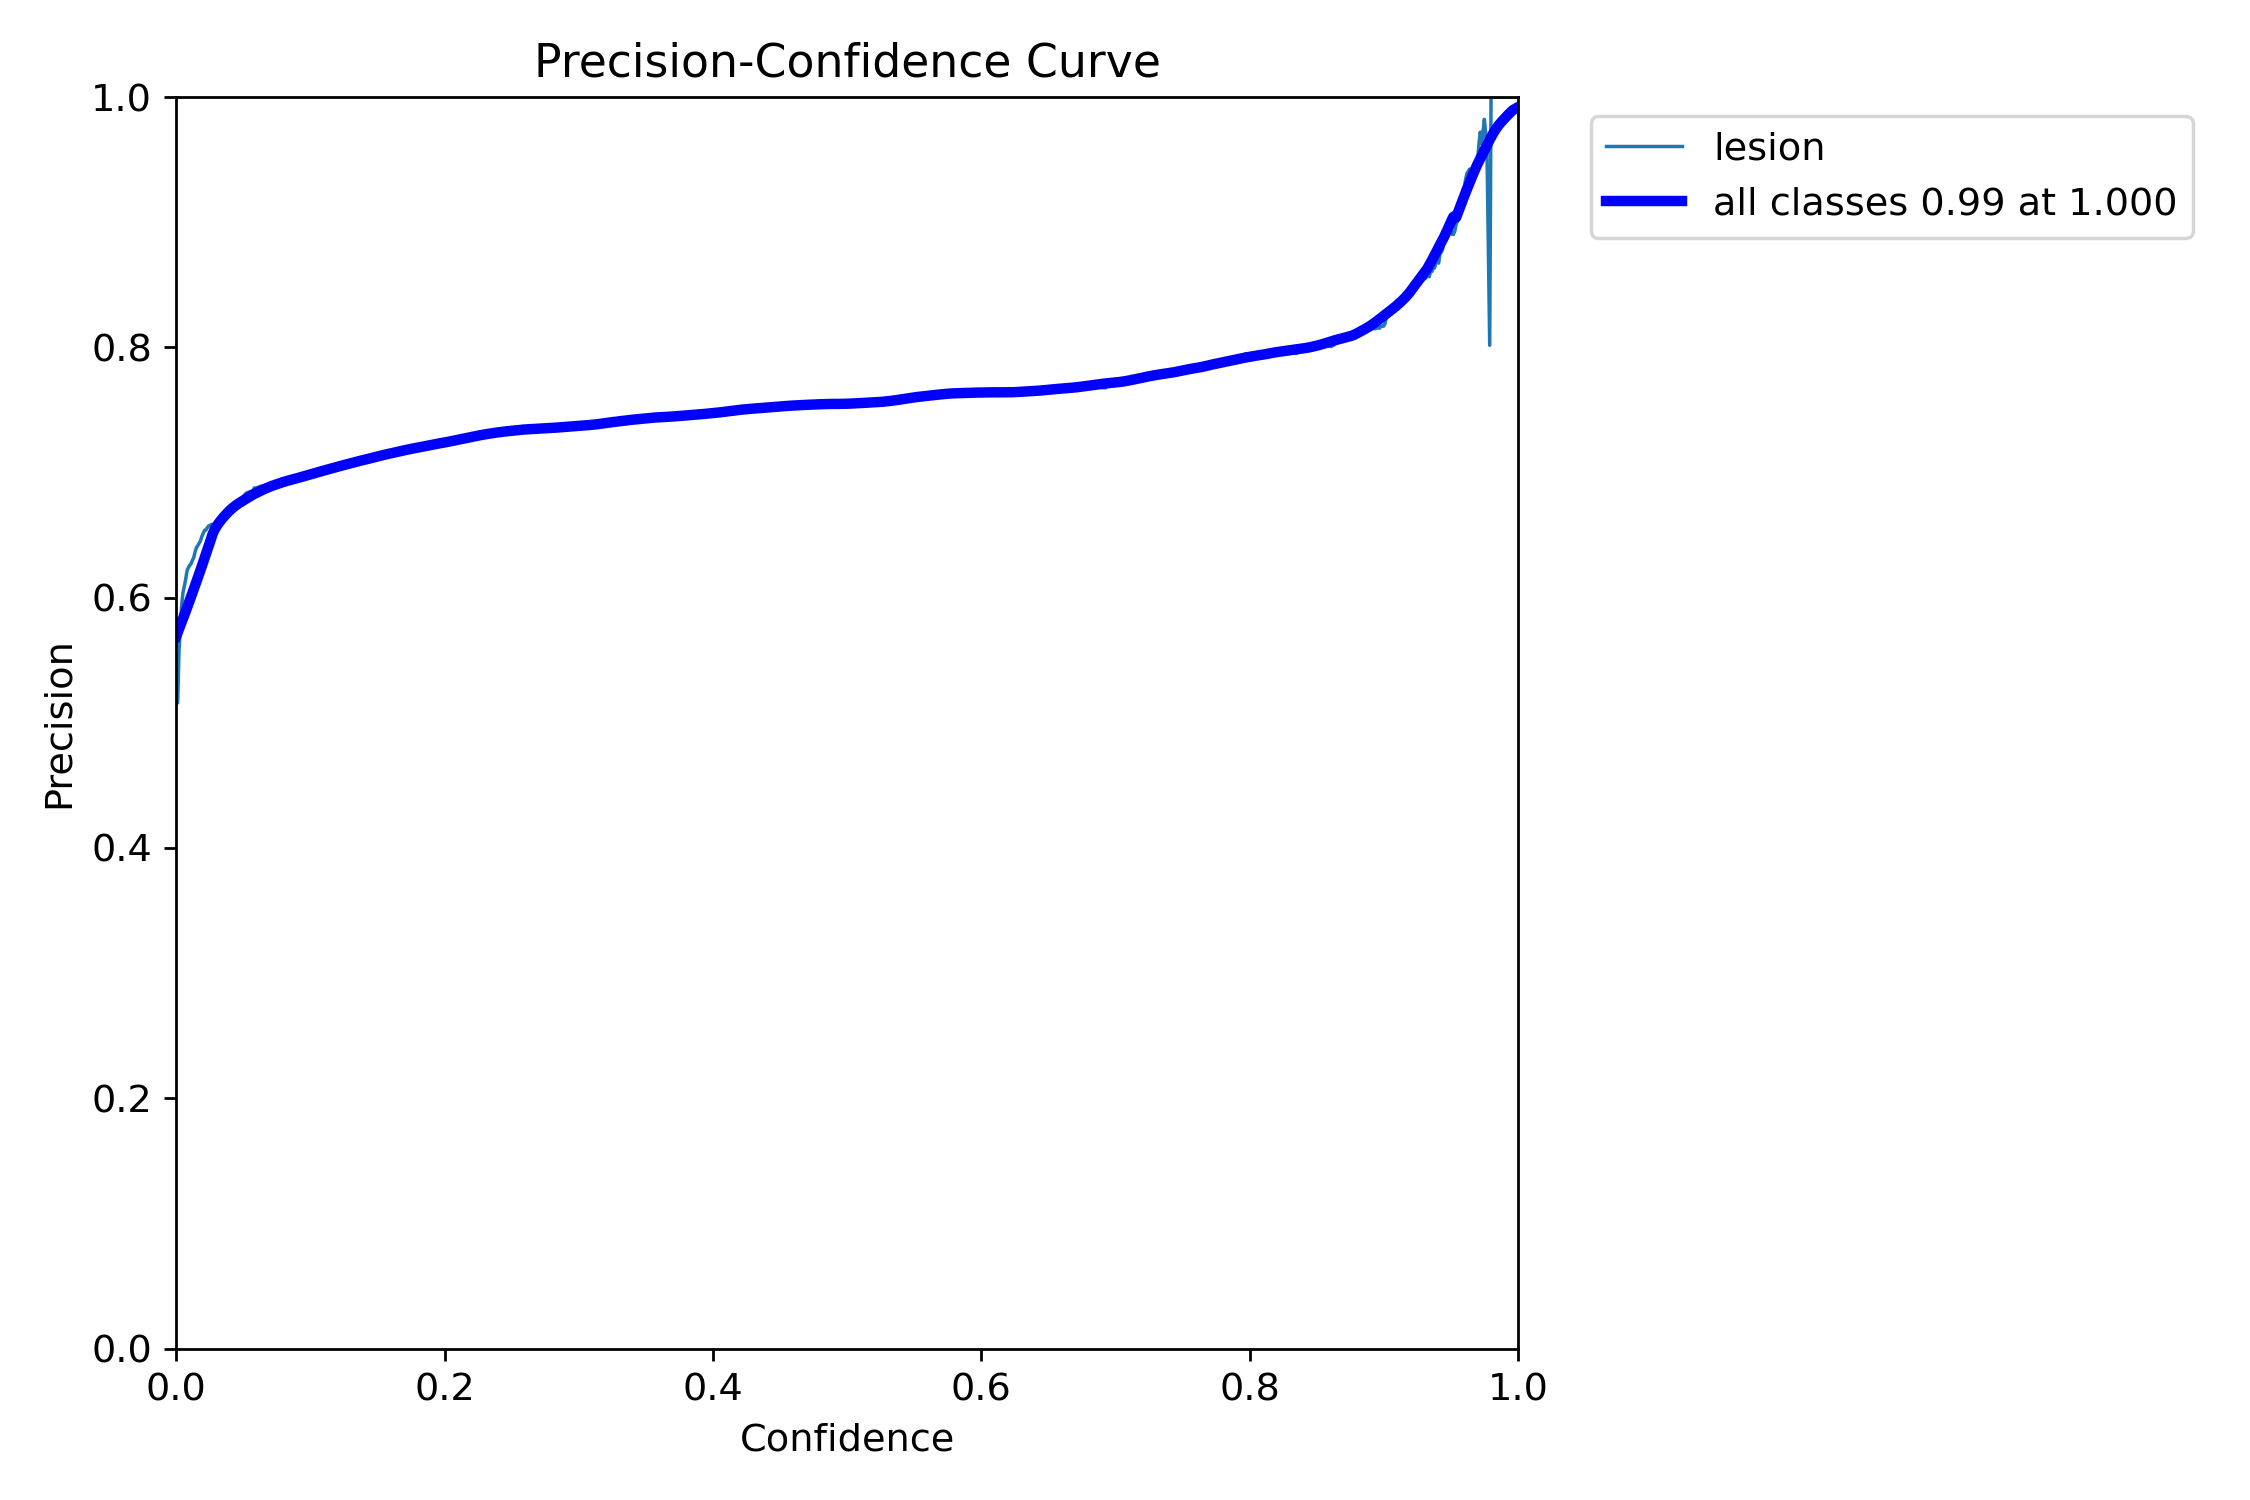 Precision-Confidence Curve
lesion
all classes 0.99 at 1.000
1.0
0.8
0.6
0.4
0.2
0.0
Precision
0.0 0.2 0.4 0.6 0.8 1.0
Confidence